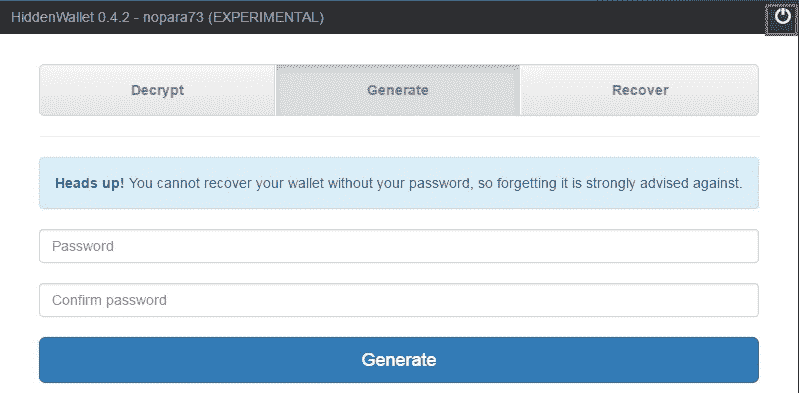 HiddenWallet 0.4.2 - nopara73 (EXPERIMENTAL)
Decrypt Generate Recover
Heads up! You cannot recover your wallet without your password, so forgetting it is strongly advised against.
Password
Confirm password
Generate